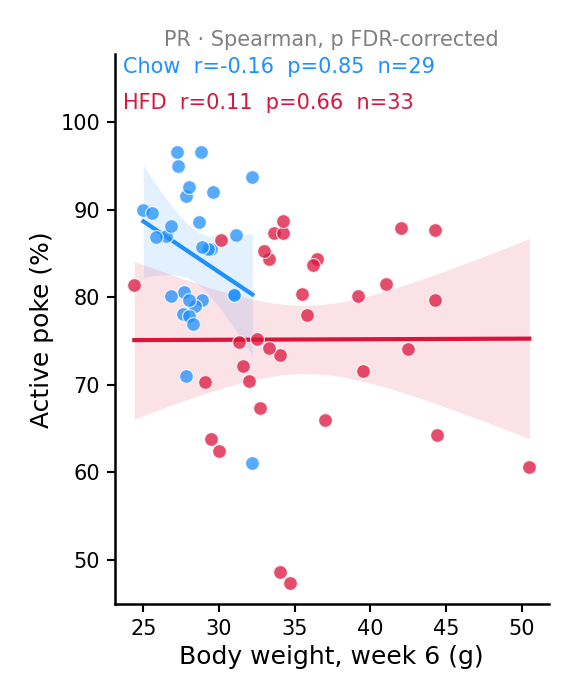 PR · Spearman, p FDR-corrected
Chow r=-0.16 p=0.85 n=29
HFD r=0.11 p=0.66 n=33
100
90
80
70
60
50
Active poke (%)
25 30 35 40 45 50
Body weight, week 6 (g)